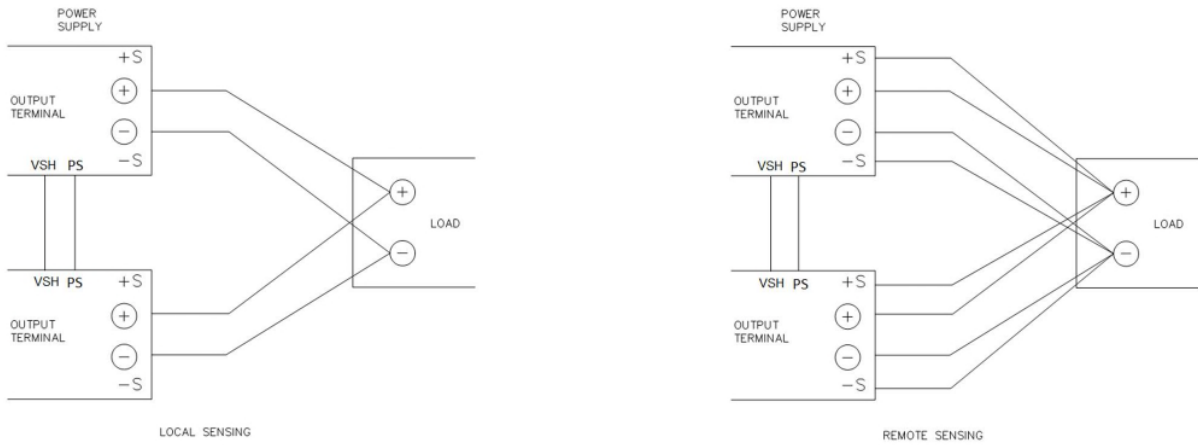 POWER
SUPPLY
+S
+
OUTPUT
TERMINAL
−
−S
VSH PS
VSH PS
+S
+
OUTPUT
TERMINAL
−
−S
+
LOAD
−
LOCAL SENSING
POWER
SUPPLY
+S
+
OUTPUT
TERMINAL
−
−S
VSH PS
VSH PS
+S
+
OUTPUT
TERMINAL
−
−S
+
LOAD
−
REMOTE SENSING